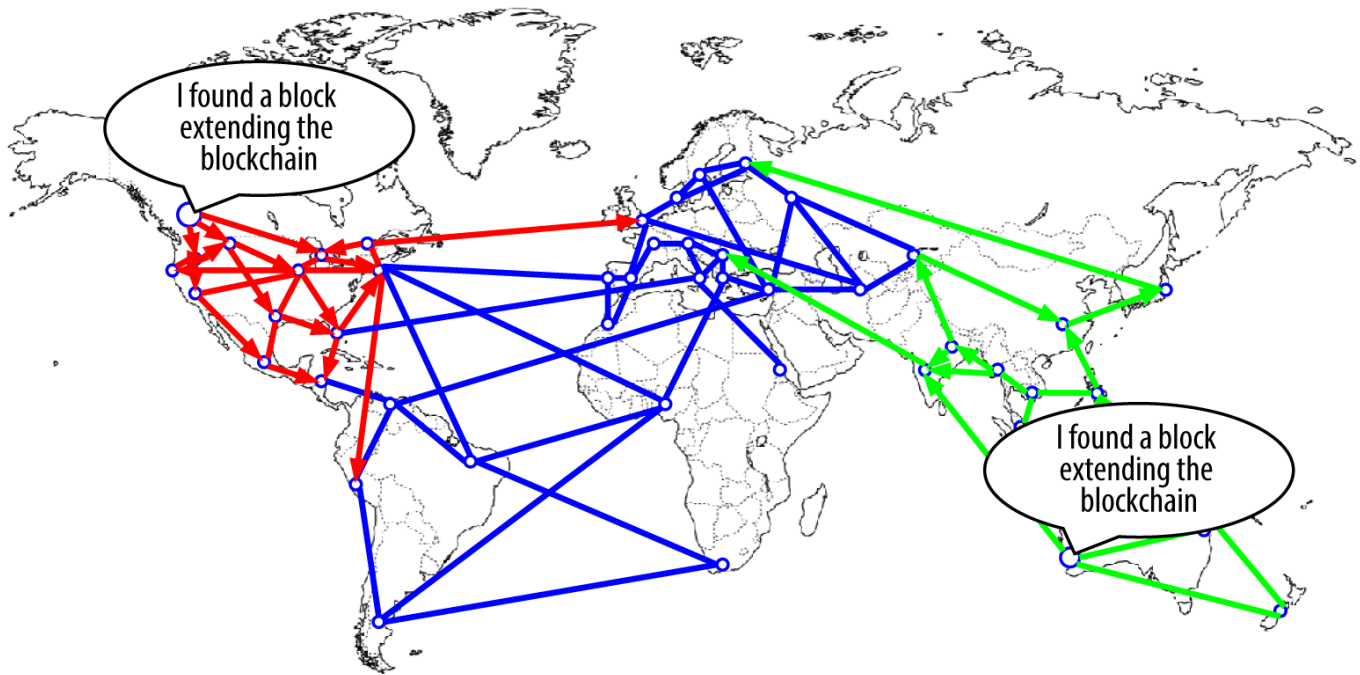 I found a block
extending the
blockchain
I found a block
extending the
blockchain